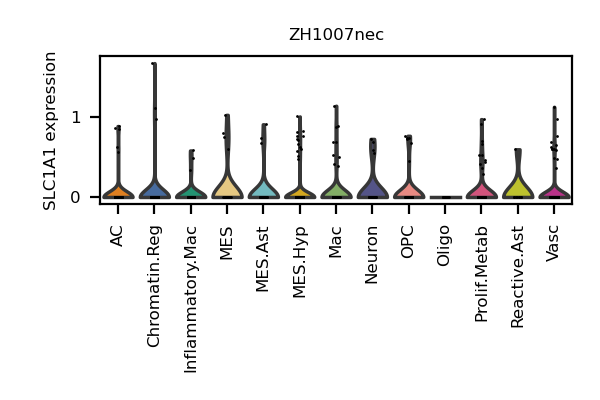 ZH1007nec
SLC1A1 expression
1
0
AC
Chromatin.Reg
Inflammatory.Mac
MES
MES.Ast
MES.Hyp
Mac
Neuron
OPC
Oligo
Prolif.Metab
Reactive.Ast
Vasc